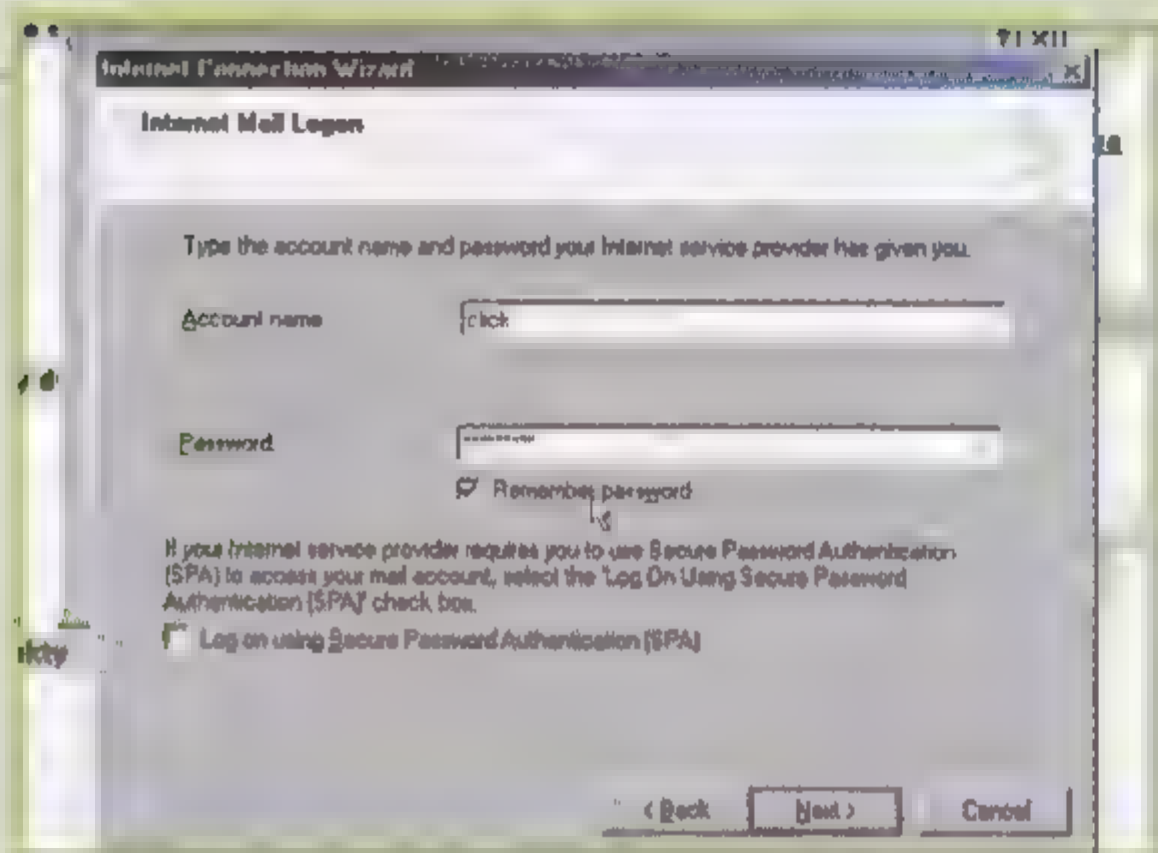 Internet Connection Wizard
Internet Mail Logon
Type the account name and password your Internet service provider has given you.
Account name
click
Password
Remember password
If your Internet service provider requires you to use Secure Password Authentication
(SPA) to access your mail account, select the 'Log On Using Secure Password
Authentication (SPA)' check box.
Log on using Secure Password Authentication (SPA)
< Back
Next >
Cancel